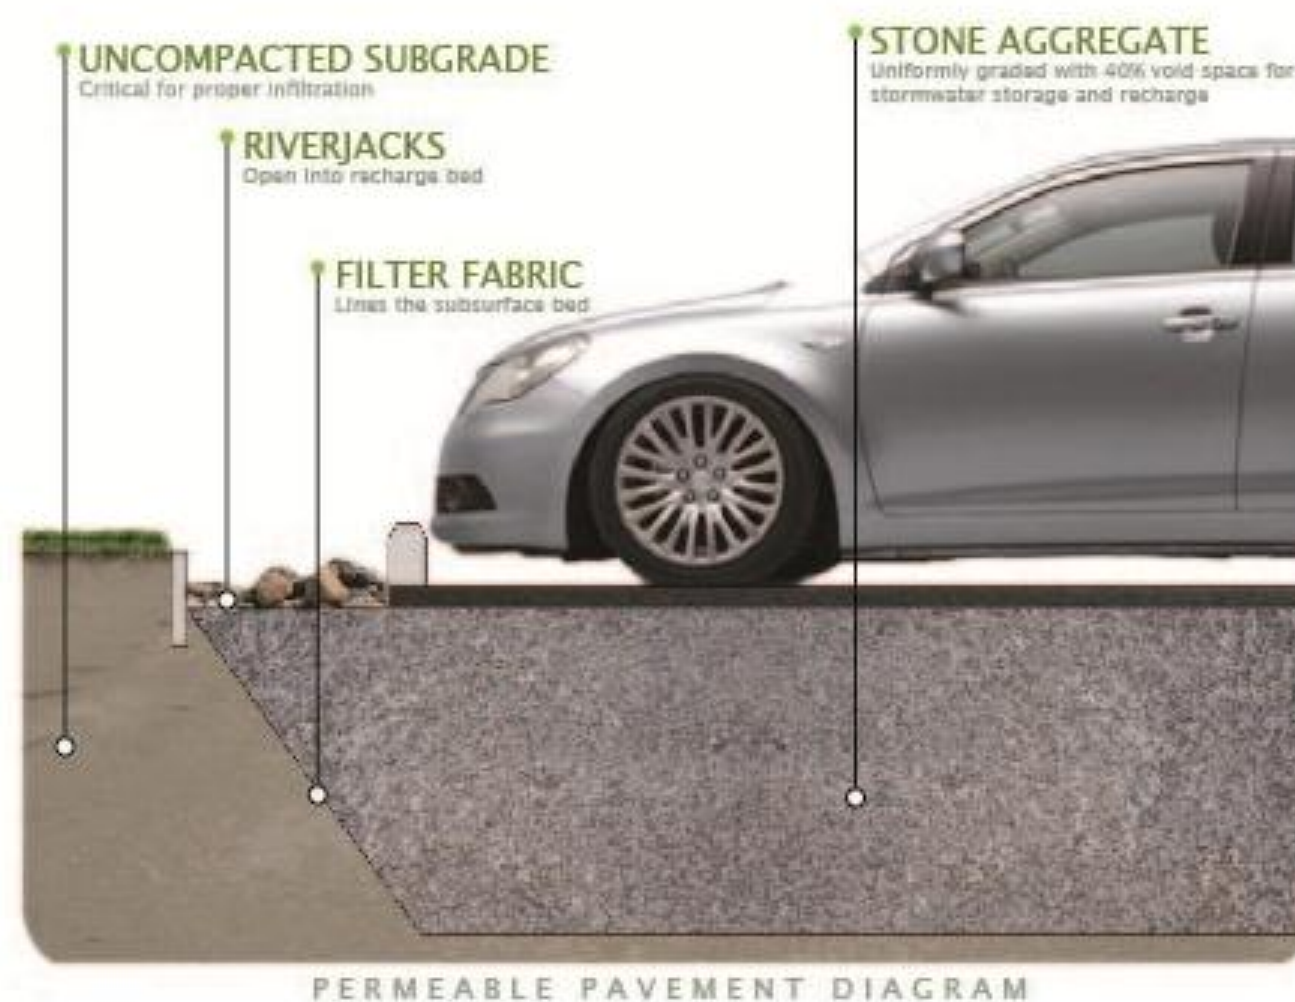 UNCOMPACTED SUBGRADE
Critical for proper infiltration
STONE AGGREGATE
Uniformly graded with 40% void space for
stormwater storage and recharge
RIVERJACKS
Open into recharge bed
FILTER FABRIC
Lines the subsurface bed
PERMEABLE PAVEMENT DIAGRAM